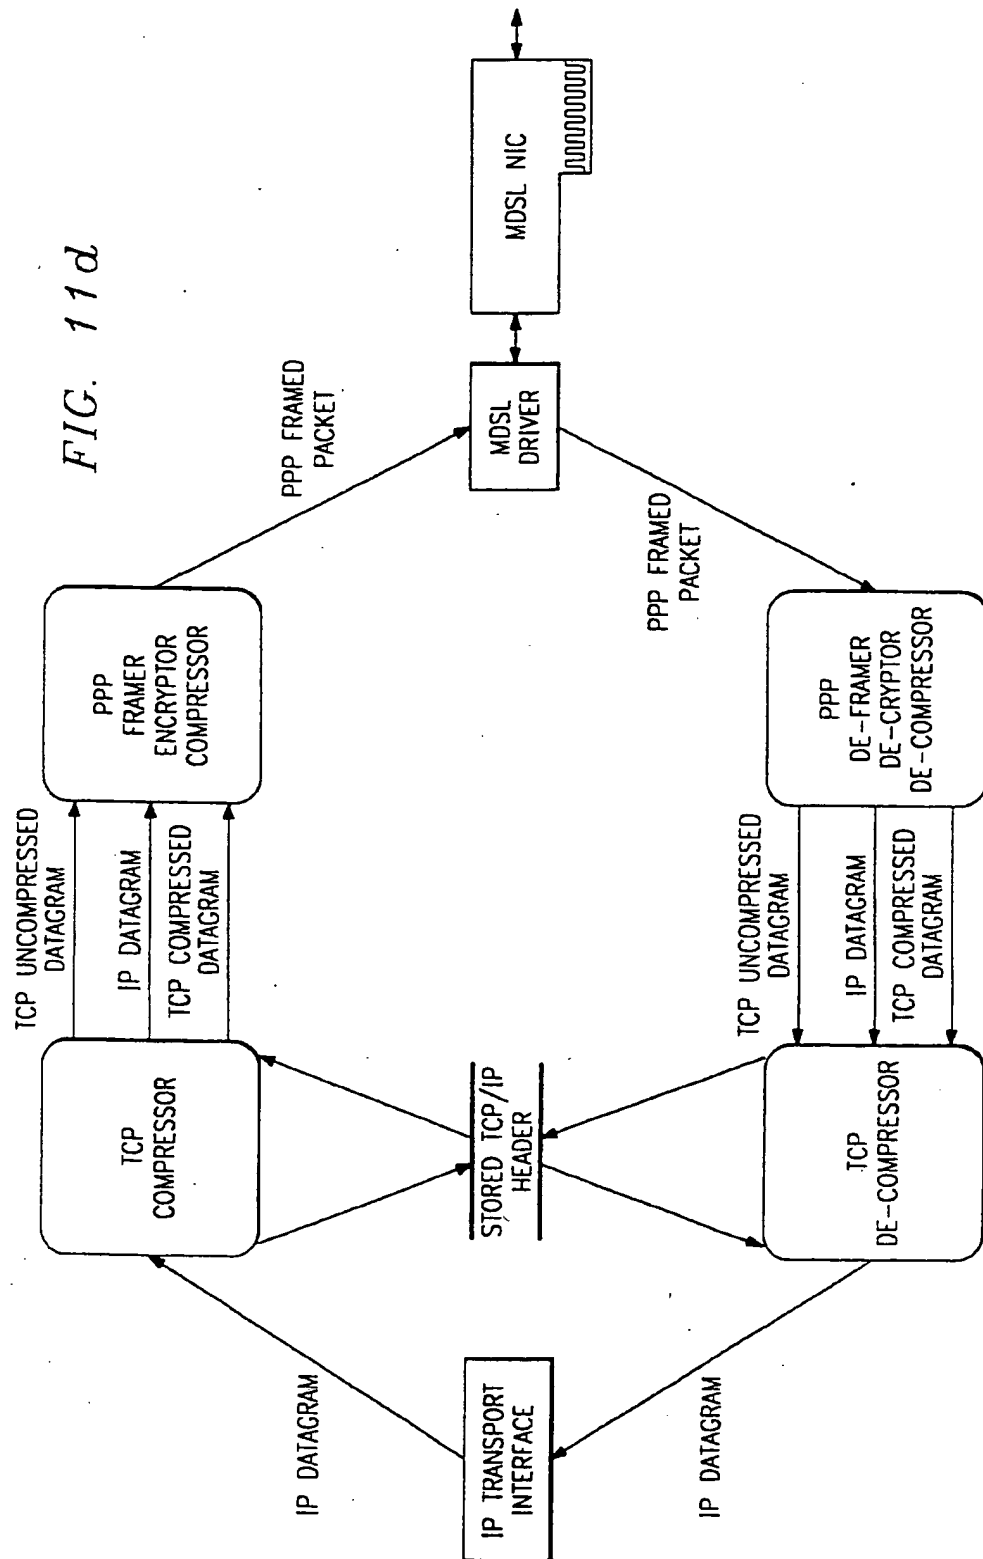 FIG. 11d
IP TRANSPORT
INTERFACE
IP DATAGRAM
IP DATAGRAM
TCP
COMPRESSOR
STORED TCP/IP
HEADER
TCP
DE-COMPRESSOR
TCP UNCOMPRESSED
DATAGRAM
IP DATAGRAM
TCP COMPRESSED
DATAGRAM
TCP UNCOMPRESSED
DATAGRAM
IP DATAGRAM
TCP COMPRESSED
DATAGRAM
PPP
FRAMER
ENCRYPTOR
COMPRESSOR
PPP
DE-FRAMER
DE-CRYPTOR
DE-COMPRESSOR
PPP FRAMED
PACKET
PPP FRAMED
PACKET
MDSL
DRIVER
MDSL NIC